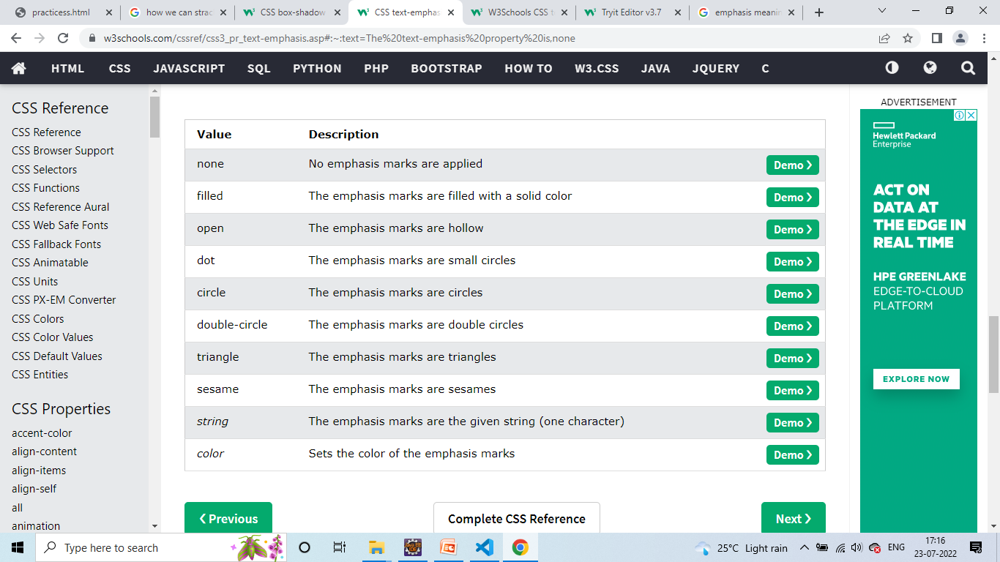 practicess.html
how we can strac
CSS box-shadow
CSS text-emphas
W3Schools CSS t
Tryit Editor v3.7
emphasis meanin
w3schools.com/cssref/css3_pr_text-emphasis.asp#:~:text=The%20text-emphasis%20property%20is,none
HTML CSS JAVASCRIPT SQL PYTHON PHP BOOTSTRAP HOW TO W3.CSS JAVA JQUERY C
CSS Reference
CSS Reference
CSS Browser Support
CSS Selectors
CSS Functions
CSS Reference Aural
CSS Web Safe Fonts
CSS Fallback Fonts
CSS Animatable
CSS Units
CSS PX-EM Converter
CSS Colors
CSS Color Values
CSS Default Values
CSS Entities
CSS Properties
accent-color
align-content
align-items
align-self
all
animation
Value Description
none No emphasis marks are applied Demo ❯
filled The emphasis marks are filled with a solid color Demo ❯
open The emphasis marks are hollow Demo ❯
dot The emphasis marks are small circles Demo ❯
circle The emphasis marks are circles Demo ❯
double-circle The emphasis marks are double circles Demo ❯
triangle The emphasis marks are triangles Demo ❯
sesame The emphasis marks are sesames Demo ❯
string The emphasis marks are the given string (one character) Demo ❯
color Sets the color of the emphasis marks Demo ❯
❮ Previous Complete CSS Reference Next ❯
ADVERTISEMENT
Hewlett Packard
Enterprise
ACT ON
DATA AT
THE EDGE IN
REAL TIME
HPE GREENLAKE
EDGE-TO-CLOUD
PLATFORM
EXPLORE NOW
Type here to search
25°C Light rain
ENG
17:16
23-07-2022